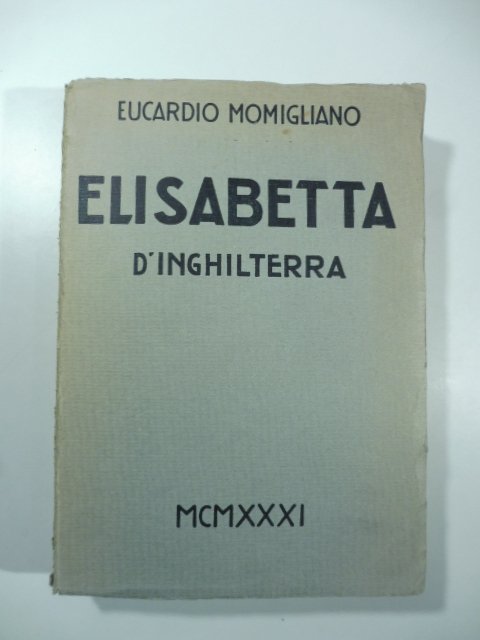 EUCARDIO MOMIGLIANO
ELISABETTA
D'INGHILTERRA
MCMXXXI